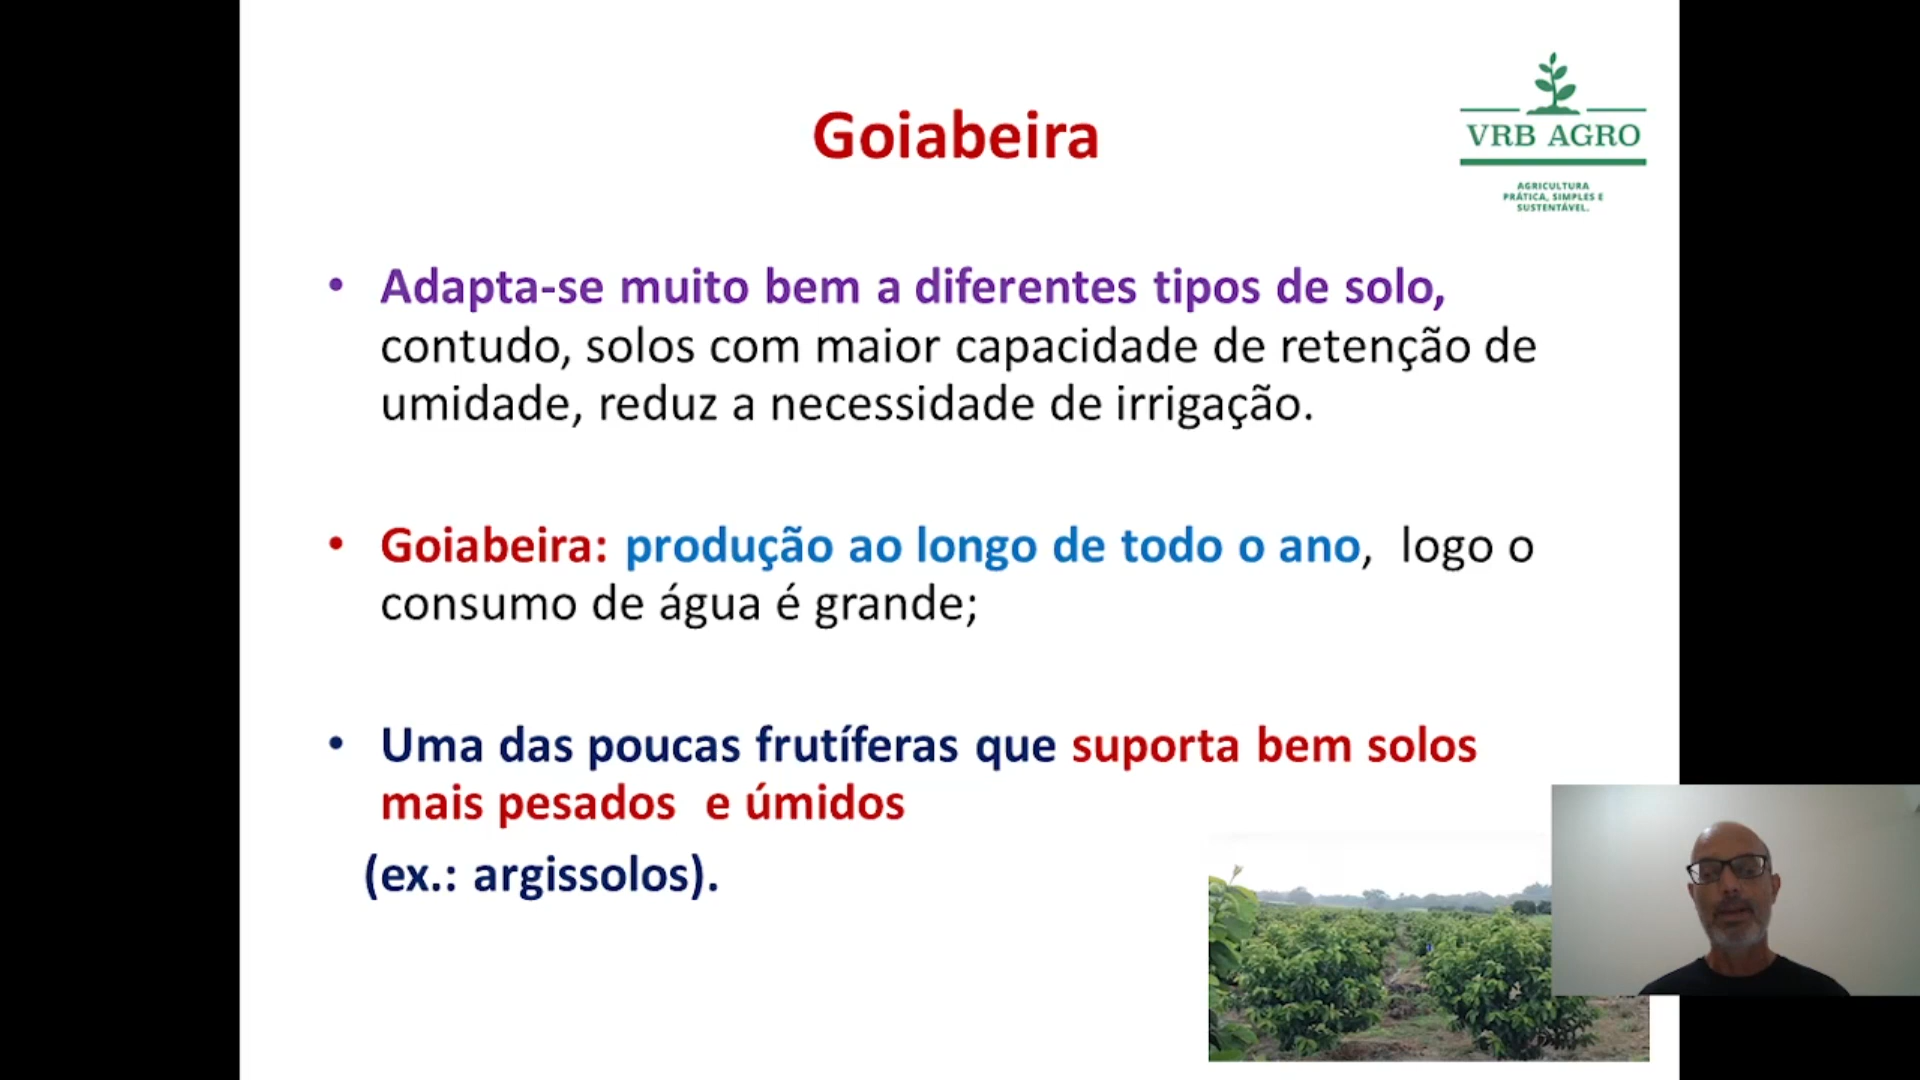 Goiabeira
VRB AGRO
AGRICULTURA
PRÁTICA, SIMPLES E
SUSTENTÁVEL.
• Adapta-se muito bem a diferentes tipos de solo,
contudo, solos com maior capacidade de retenção de
umidade, reduz a necessidade de irrigação.
• Goiabeira: produção ao longo de todo o ano, logo o
consumo de água é grande;
• Uma das poucas frutíferas que suporta bem solos
mais pesados e úmidos
(ex.: argissolos).